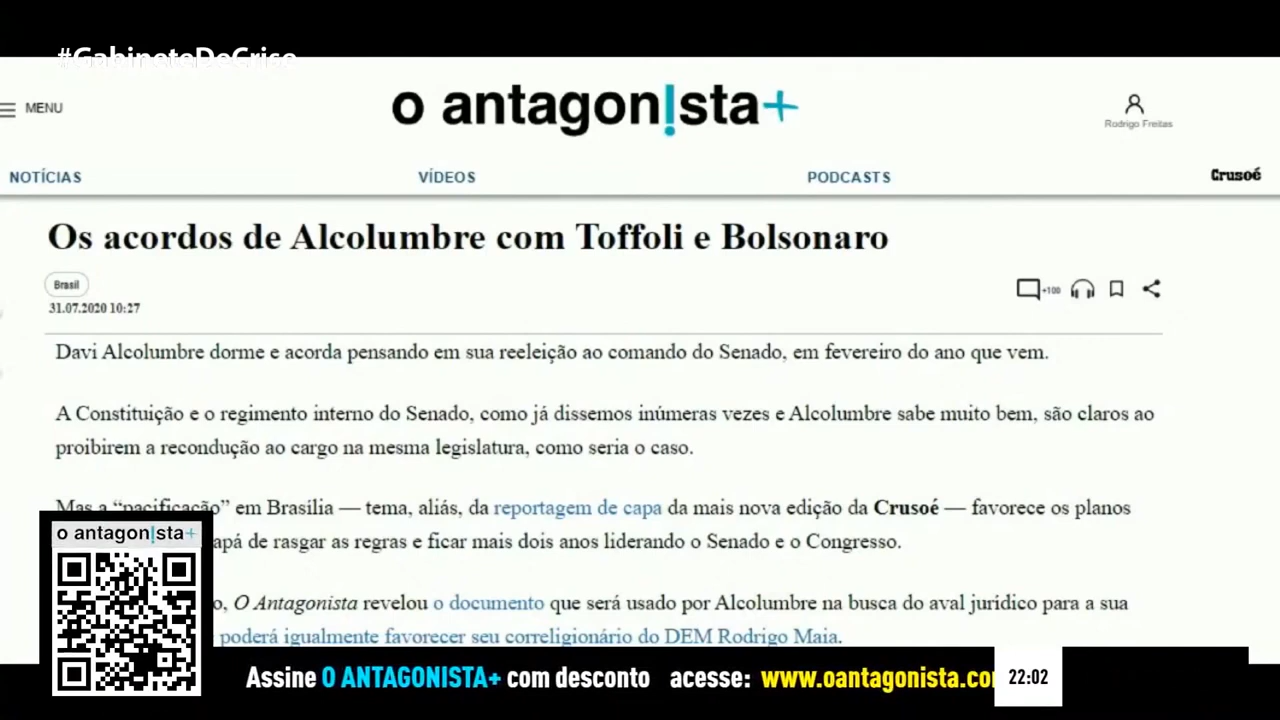 #GabineteDeCrise
MENU
o antagon!sta+
Rodrigo Freitas
NOTÍCIAS
VÍDEOS
PODCASTS
Crusoé
Os acordos de Alcolumbre com Toffoli e Bolsonaro
Brasil
31.07.2020 10:27
+100
Davi Alcolumbre dorme e acorda pensando em sua reeleição ao comando do Senado, em fevereiro do ano que vem.
A Constituição e o regimento interno do Senado, como já dissemos inúmeras vezes e Alcolumbre sabe muito bem, são claros ao
proibirem a recondução ao cargo na mesma legislatura, como seria o caso.
Mas a “pacificação” em Brasília — tema, aliás, da reportagem de capa da mais nova edição da Crusoé — favorece os planos
apá de rasgar as regras e ficar mais dois anos liderando o Senado e o Congresso.
o, O Antagonista revelou o documento que será usado por Alcolumbre na busca do aval jurídico para a sua
poderá igualmente favorecer seu correligionário do DEM Rodrigo Maia.
o antagon!sta+
Assine O ANTAGONISTA+ com desconto acesse: www.oantagonista.co
22:02